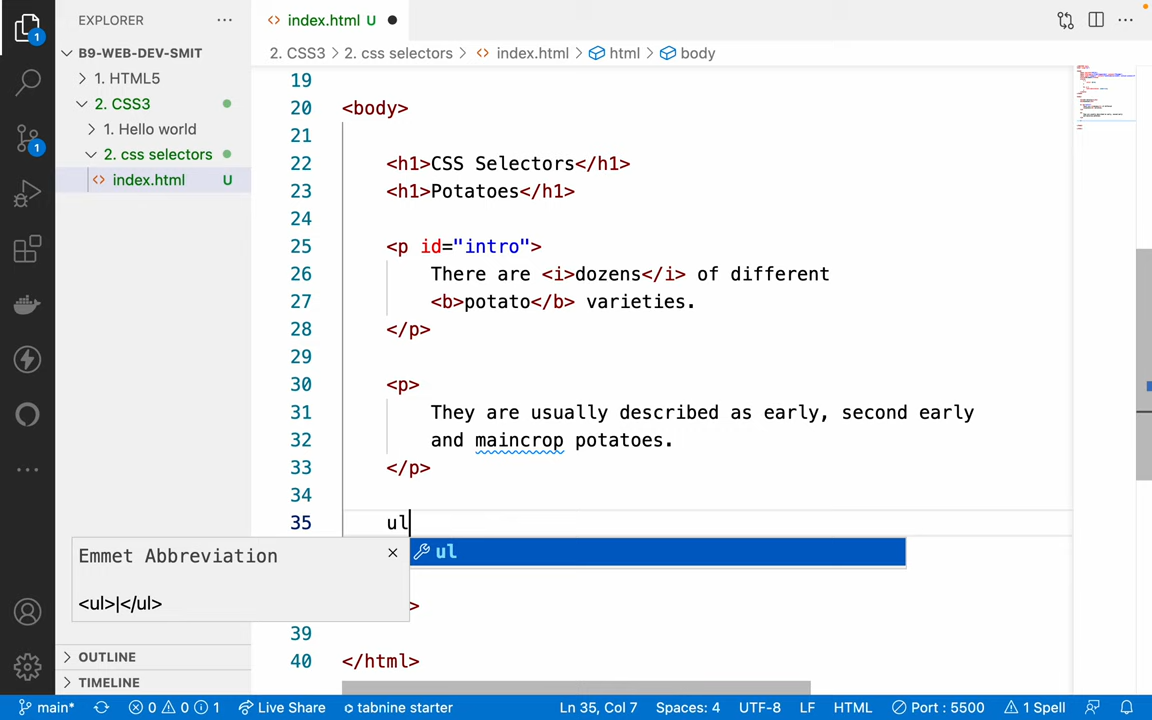 EXPLORER
index.html U
B9-WEB-DEV-SMIT
1. HTML5
2. CSS3
1. Hello world
2. css selectors
index.html U
OUTLINE
TIMELINE
1
1
2. CSS3 > 2. css selectors > index.html > html > body
19
20 <body>
21
22 <h1>CSS Selectors</h1>
23 <h1>Potatoes</h1>
24
25 <p id="intro">
26 There are <i>dozens</i> of different
27 <b>potato</b> varieties.
28 </p>
29
30 <p>
31 They are usually described as early, second early
32 and maincrop potatoes.
33 </p>
34
35 ul
ul
Emmet Abbreviation ×
<ul>|</ul>
>
39
40 </html>
main* 0 0 1 Live Share tabnine starter Ln 35, Col 7 Spaces: 4 UTF-8 LF HTML Port : 5500 1 Spell